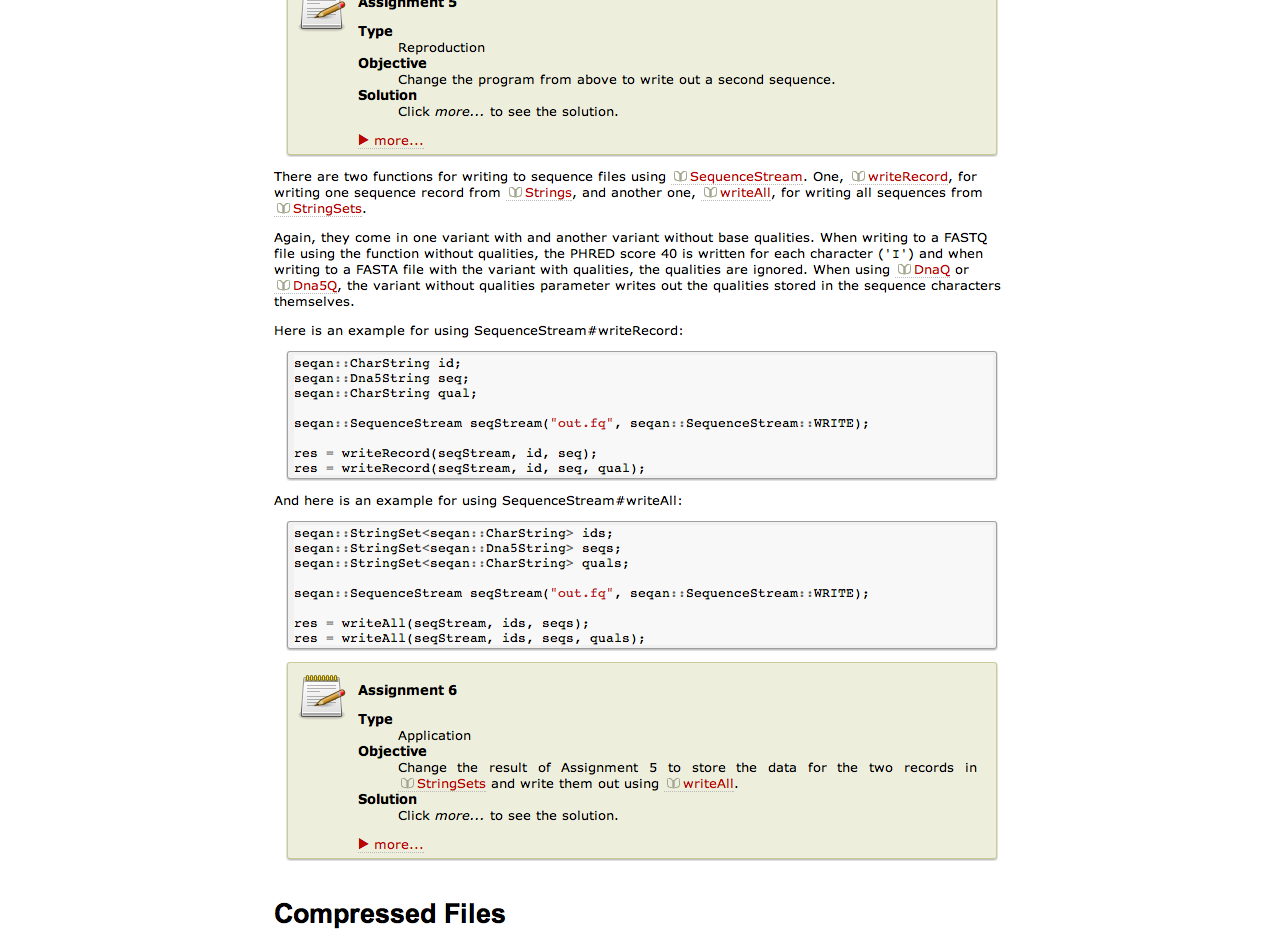 Assignment 5
Type
Reproduction
Objective
Change the program from above to write out a second sequence.
Solution
Click more... to see the solution.
more...
There are two functions for writing to sequence files using SequenceStream. One, writeRecord, for
writing one sequence record from Strings, and another one, writeAll, for writing all sequences from
StringSets.
Again, they come in one variant with and another variant without base qualities. When writing to a FASTQ
file using the function without qualities, the PHRED score 40 is written for each character ('I') and when
writing to a FASTA file with the variant with qualities, the qualities are ignored. When using DnaQ or
Dna5Q, the variant without qualities parameter writes out the qualities stored in the sequence characters
themselves.
Here is an example for using SequenceStream#writeRecord:
seqan::CharString id;
seqan::Dna5String seq;
seqan::CharString qual;
seqan::SequenceStream seqStream("out.fq", seqan::SequenceStream::WRITE);
res = writeRecord(seqStream, id, seq);
res = writeRecord(seqStream, id, seq, qual);
And here is an example for using SequenceStream#writeAll:
seqan::StringSet<seqan::CharString> ids;
seqan::StringSet<seqan::Dna5String> seqs;
seqan::StringSet<seqan::CharString> quals;
seqan::SequenceStream seqStream("out.fq", seqan::SequenceStream::WRITE);
res = writeAll(seqStream, ids, seqs);
res = writeAll(seqStream, ids, seqs, quals);
Assignment 6
Type
Application
Objective
Change the result of Assignment 5 to store the data for the two records in
StringSets and write them out using writeAll.
Solution
Click more... to see the solution.
more...
Compressed Files